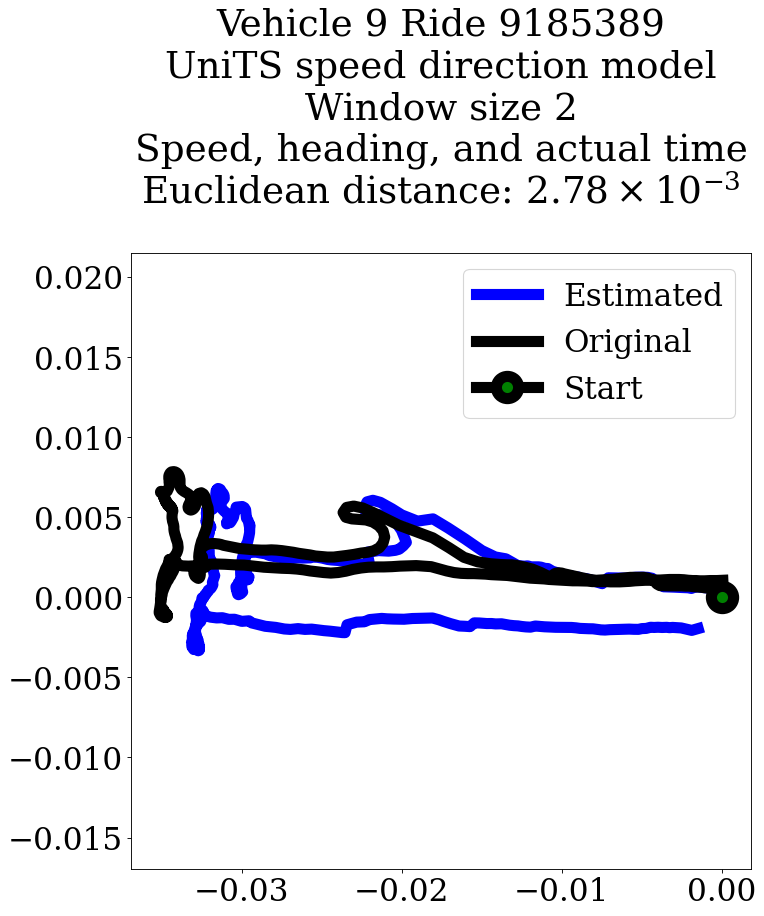 Vehicle 9 Ride 9185389
UniTS speed direction model
Window size 2
Speed, heading, and actual time
Euclidean distance: 2.78 × 10⁻³
Estimated
Original
Start
0.020
0.015
0.010
0.005
0.000
−0.005
−0.010
−0.015
−0.03 −0.02 −0.01 0.00